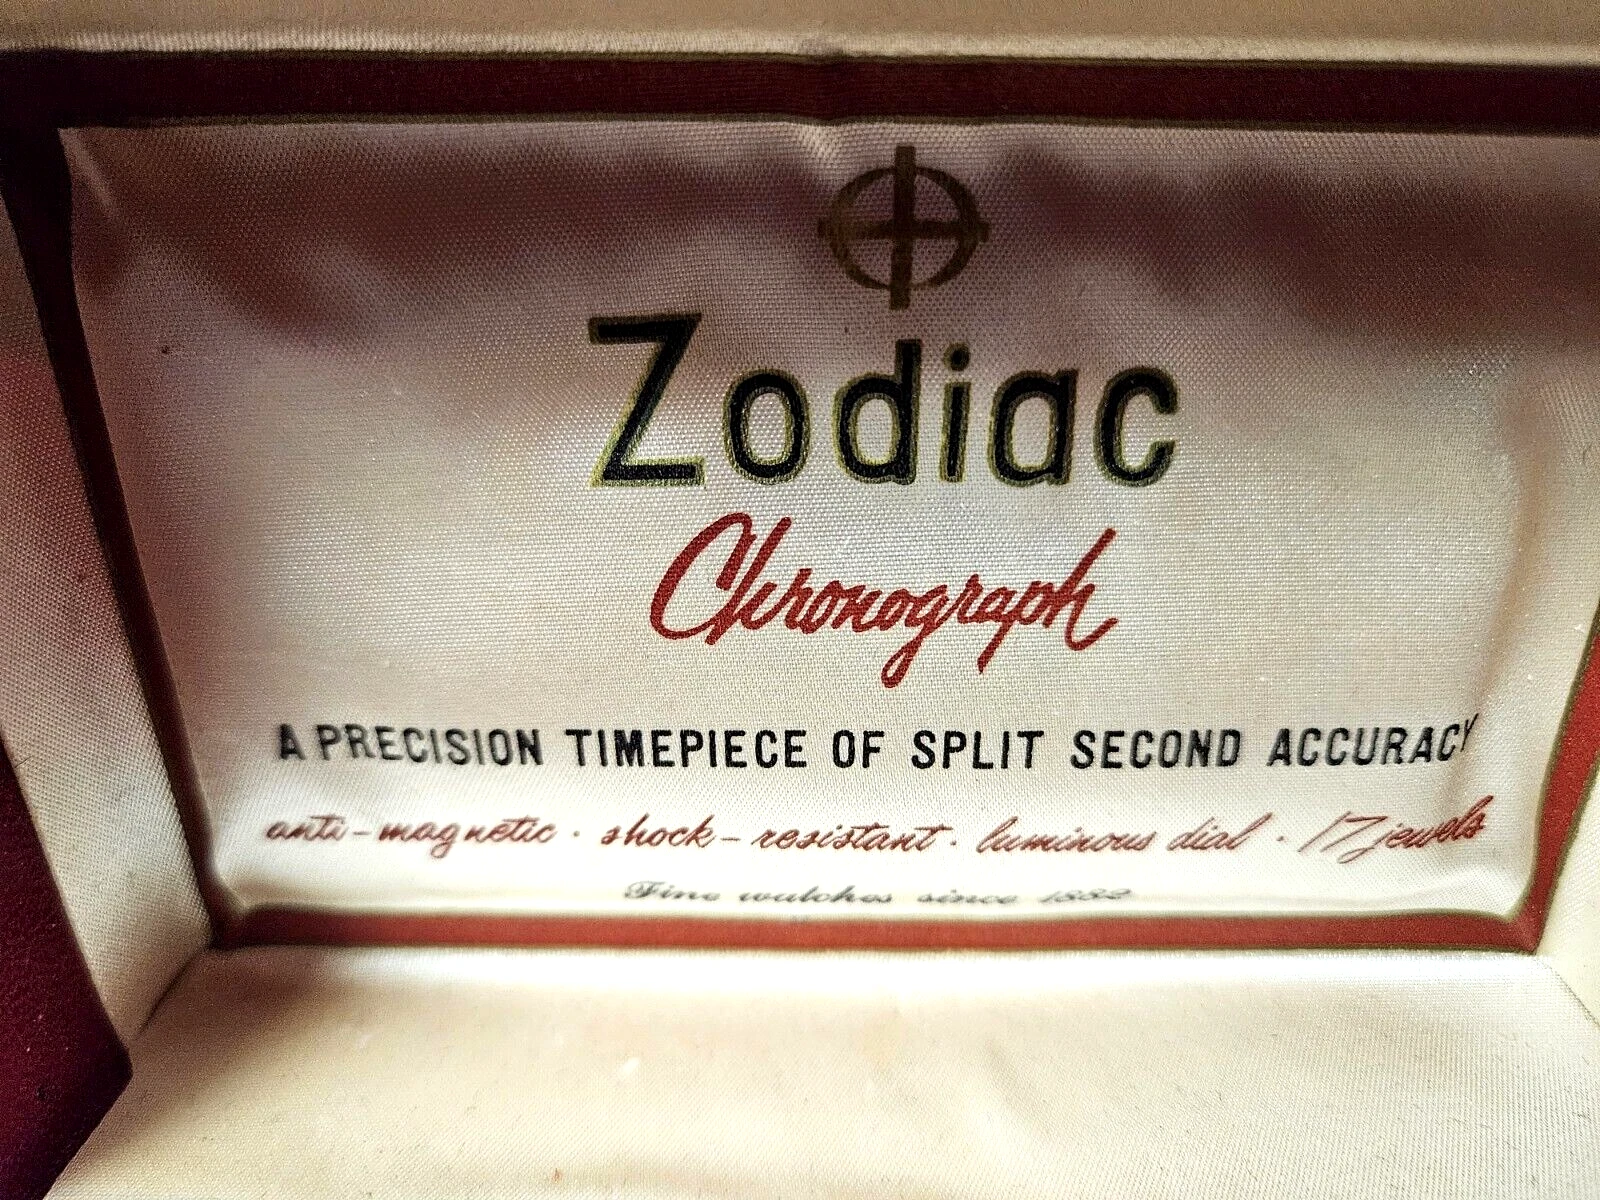 Zodiac
Chronograph
A PRECISION TIMEPIECE OF SPLIT SECOND ACCURACY
anti-magnetic · shock-resistant · luminous dial · 17 jewels
Fine watches since 1882